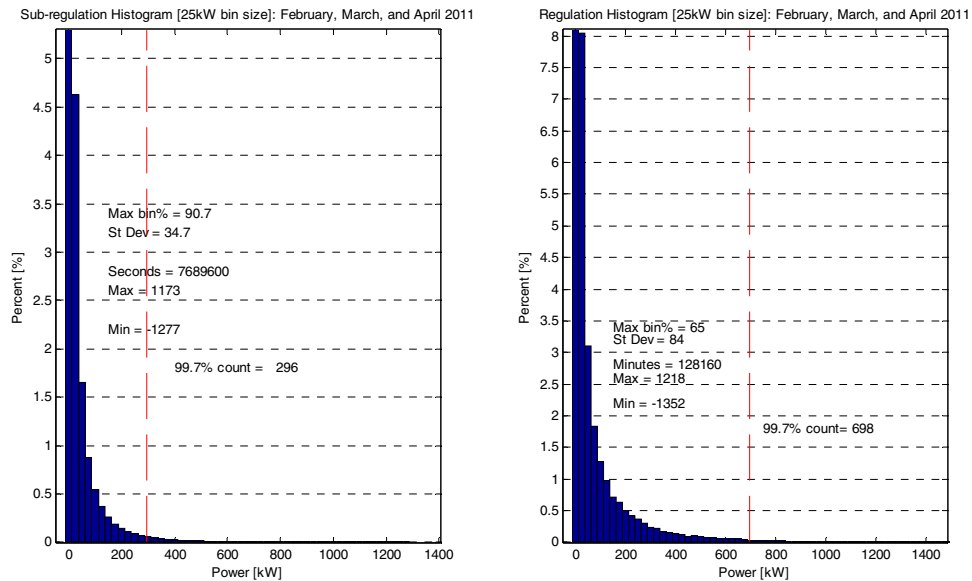 Sub-regulation Histogram [25kW bin size]: February, March, and April 2011
5
4.5
4
3.5
3
2.5
2
1.5
1
0.5
0
Percent [%]
Max bin% = 90.7
St Dev = 34.7
Seconds = 7689600
Max = 1173
Min = -1277
99.7% count = 296
0 200 400 600 800 1000 1200 1400
Power [kW]
Regulation Histogram [25kW bin size]: February, March, and April 2011
8
7.5
7
6.5
6
5.5
5
4.5
4
3.5
3
2.5
2
1.5
1
0.5
0
Percent [%]
Max bin% = 65
St Dev = 84
Minutes = 128160
Max = 1218
Min = -1352
99.7% count= 698
0 200 400 600 800 1000 1200 1400
Power [kW]